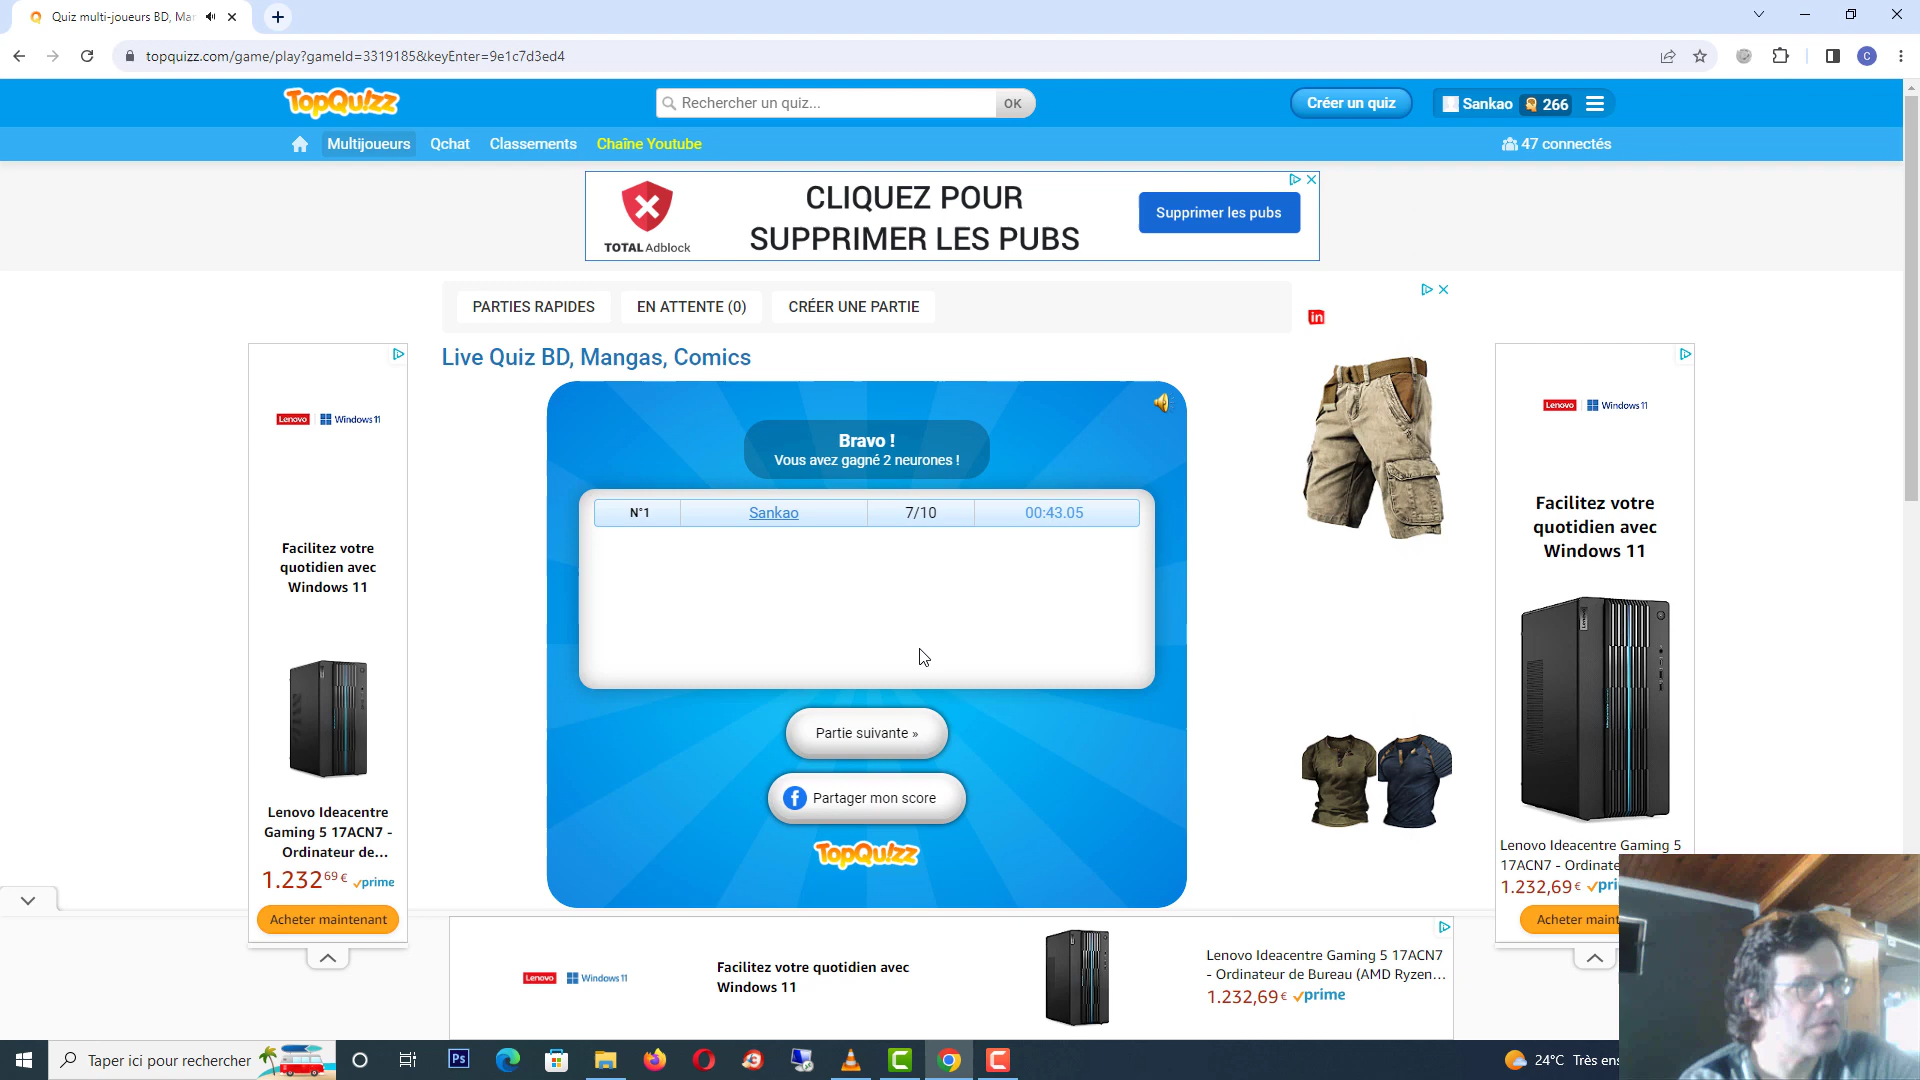 Quiz multi-joueurs BD, Mar
topquizz.com/game/play?gameId=3319185&keyEnter=9e1c7d3ed4
C
TopQuizz
Rechercher un quiz...
OK
Créer un quiz
Sankao
266
Multijoueurs
Qchat
Classements
Chaîne Youtube
47 connectés
TOTAL Adblock
CLIQUEZ POUR
SUPPRIMER LES PUBS
Supprimer les pubs
PARTIES RAPIDES
EN ATTENTE (0)
CRÉER UNE PARTIE
in
Live Quiz BD, Mangas, Comics
Bravo !
Vous avez gagné 2 neurones !
N°1
Sankao
7/10
00:43.05
Partie suivante »
Partager mon score
TopQuizz
Lenovo
Windows 11
Facilitez votre
quotidien avec
Windows 11
Lenovo Ideacentre
Gaming 5 17ACN7 -
Ordinateur de...
1.232,69 €
prime
Acheter maintenant
Lenovo
Windows 11
Facilitez votre
quotidien avec
Windows 11
Lenovo Ideacentre Gaming 5
17ACN7 - Ordinate
1.232,69 €
pri
Acheter maint
Lenovo
Windows 11
Facilitez votre quotidien avec
Windows 11
Lenovo Ideacentre Gaming 5 17ACN7
- Ordinateur de Bureau (AMD Ryzen...
1.232,69 €
prime
Taper ici pour rechercher
Ps
24°C Très ens